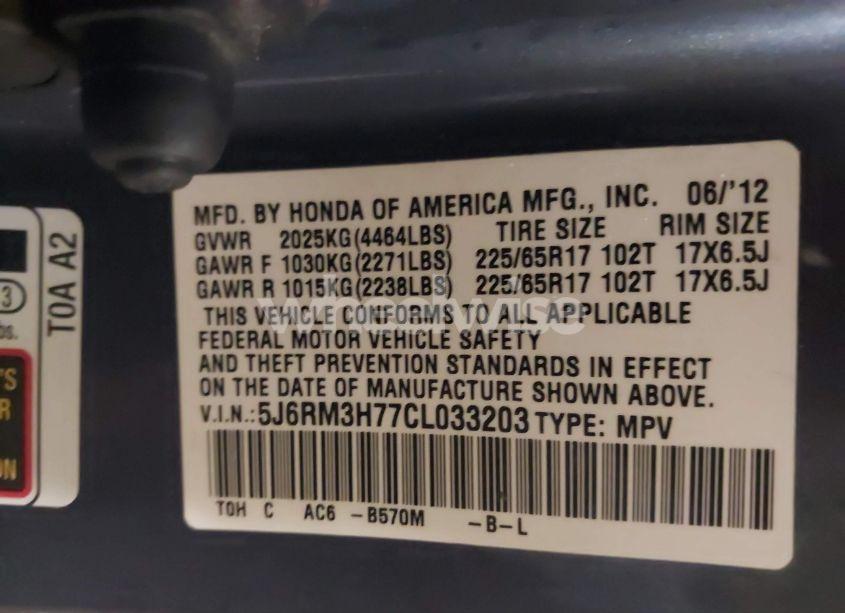 MFD. BY HONDA OF AMERICA MFG., INC. 06/'12
GVWR 2025KG(4464LBS) TIRE SIZE RIM SIZE
GAWR F 1030KG(2271LBS) 225/65R17 102T 17X6.5J
GAWR R 1015KG(2238LBS) 225/65R17 102T 17X6.5J
THIS VEHICLE CONFORMS TO ALL APPLICABLE
FEDERAL MOTOR VEHICLE SAFETY
AND THEFT PREVENTION STANDARDS IN EFFECT
ON THE DATE OF MANUFACTURE SHOWN ABOVE.
V.I.N.:5J6RM3H77CL033203 TYPE: MPV
TOH C AC6 -B570M -B-L
TOA A2
Wheelwise